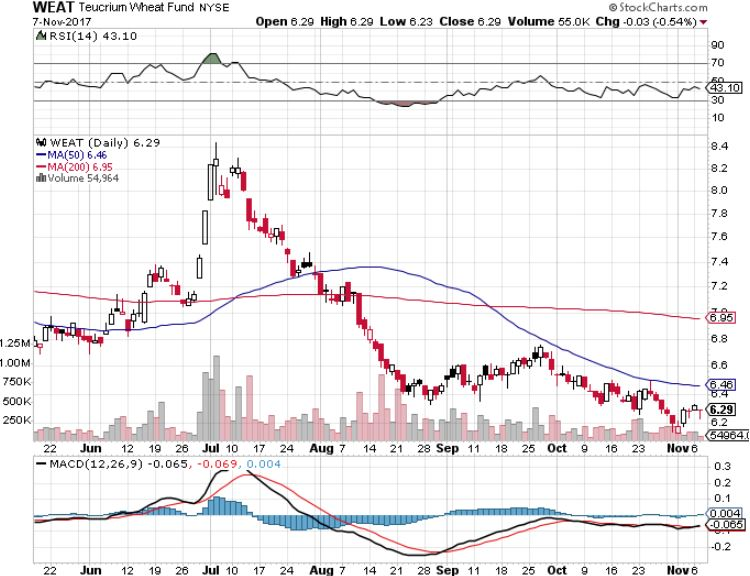 WEAT Teucrium Wheat Fund NYSE © StockCharts.com
7-Nov-2017 Open 6.29 High 6.29 Low 6.23 Close 6.29 Volume 55.0K Chg -0.03 (-0.54%)
RSI(14) 43.10
90
70
50
43.10
30
10
WEAT (Daily) 6.29
MA(50) 6.46
MA(200) 6.95
Volume 54,964
8.4
8.2
8.0
7.8
7.6
7.4
7.2
7.0
6.95
6.8
6.6
6.46
6.4
6.29
6.2
54964.0
1.25M
1.00M
750K
500K
250K
22 Jun 12 19 26 Jul 10 17 24 Aug 7 14 21 28 Sep 11 18 25 Oct 9 16 23 Nov 6
MACD(12,26,9) -0.065, -0.069, 0.004
0.3
0.2
0.1
0.004
-0.065
-0.2
22 Jun 12 19 26 Jul 10 17 24 Aug 7 14 21 28 Sep 11 18 25 Oct 9 16 23 Nov 6